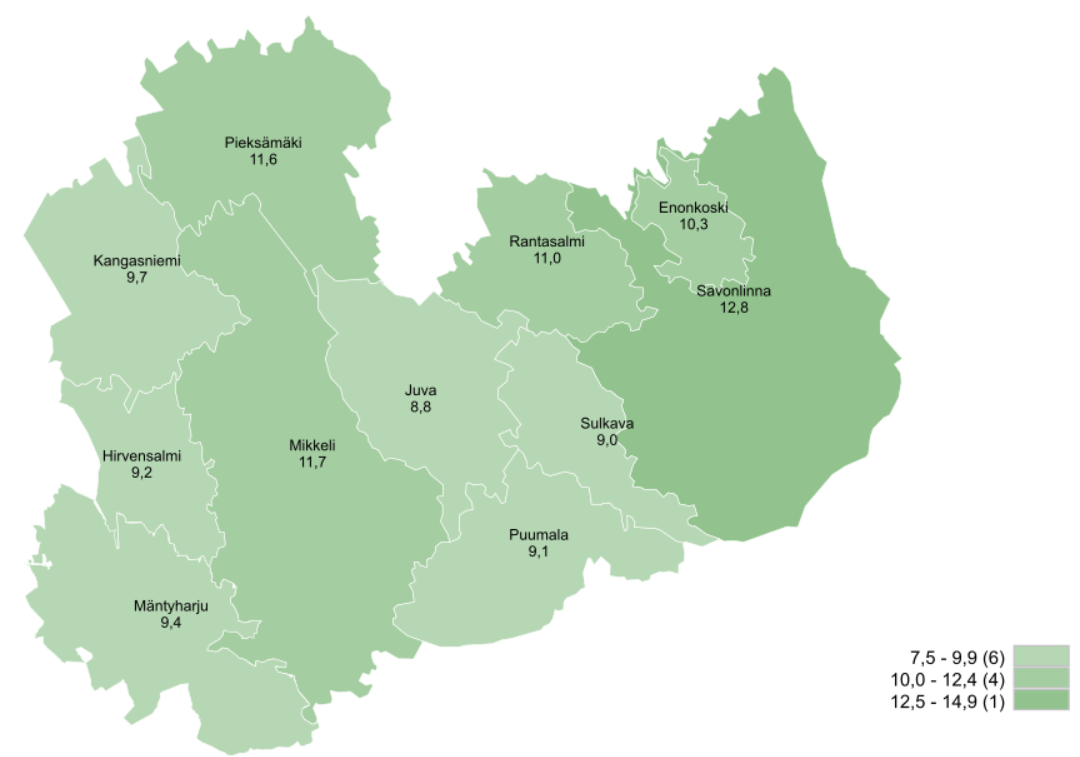 Pieksämäki
11,6
Enonkoski
10,3
Rantasalmi
11,0
Kangasniemi
9,7
Savonlinna
12,8
Juva
8,8
Sulkava
9,0
Mikkeli
11,7
Hirvensalmi
9,2
Puumala
9,1
Mäntyharju
9,4
7,5 - 9,9 (6)
10,0 - 12,4 (4)
12,5 - 14,9 (1)